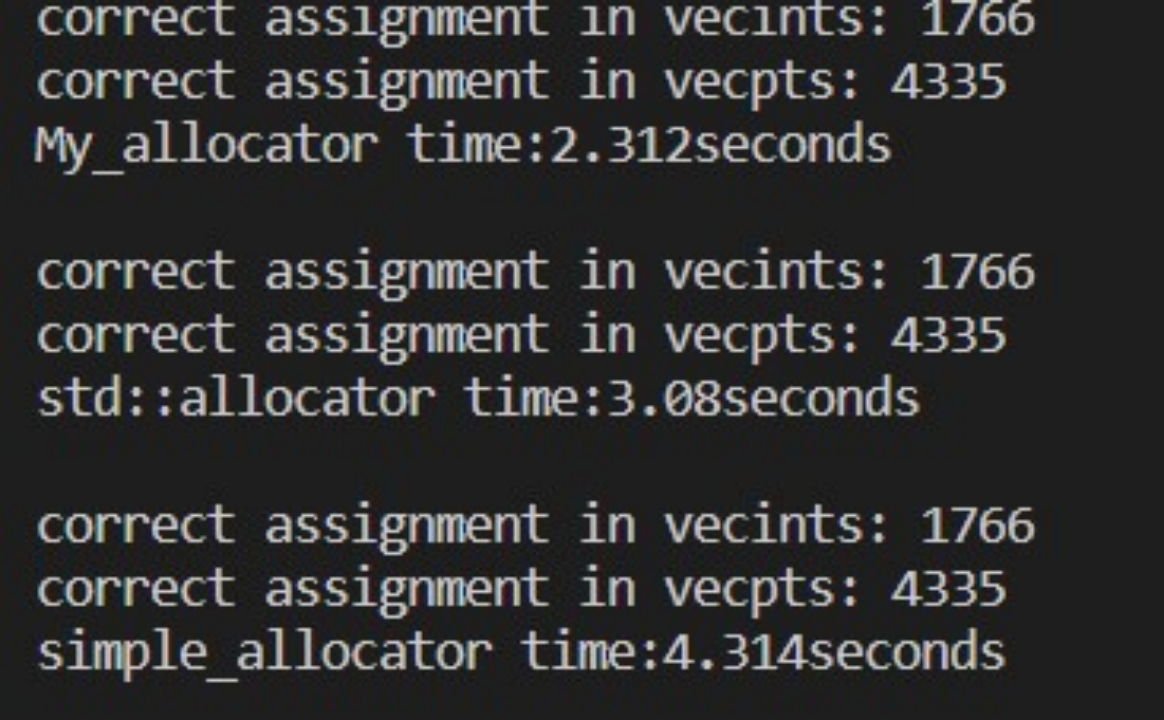 correct assignment in vecints: 1766
correct assignment in vecpts: 4335
My_allocator time:2.312seconds
correct assignment in vecints: 1766
correct assignment in vecpts: 4335
std::allocator time:3.08seconds
correct assignment in vecints: 1766
correct assignment in vecpts: 4335
simple_allocator time:4.314seconds